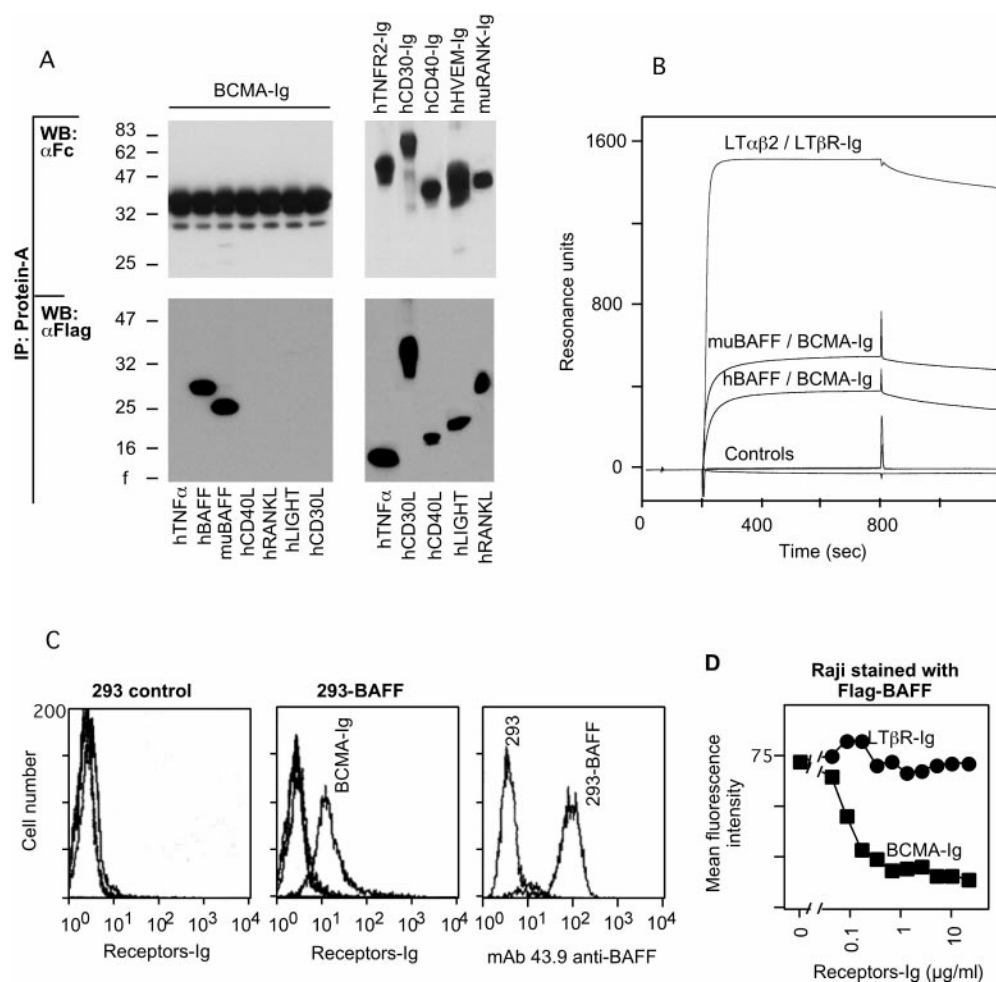 A
BCMA-Ig
hTNFR2-Ig
hCD30-Ig
hCD40-Ig
hHVEM-Ig
muRANK-Ig
IP: Protein-A
WB:
αFc
83
62
47
32
25
WB:
αFlag
47
32
25
16
f
hTNFα
hBAFF
muBAFF
hCD40L
hRANKL
hLIGHT
hCD30L
hTNFα
hCD30L
hCD40L
hLIGHT
hRANKL
B
Resonance units
1600
800
0
LTαβ2 / LTβR-Ig
muBAFF / BCMA-Ig
hBAFF / BCMA-Ig
Controls
0 400 800
Time (sec)
C
293 control
200
Cell number
10⁰ 10¹ 10² 10³ 10⁴
Receptors-Ig
293-BAFF
BCMA-Ig
10⁰ 10¹ 10² 10³ 10⁴
Receptors-Ig
293
293-BAFF
10⁰ 10¹ 10² 10³ 10⁴
mAb 43.9 anti-BAFF
D
Raji stained with
Flag-BAFF
Mean fluorescence
intensity
75
LTβR-Ig
BCMA-Ig
0 0.1 1 10
Receptors-Ig (µg/ml)